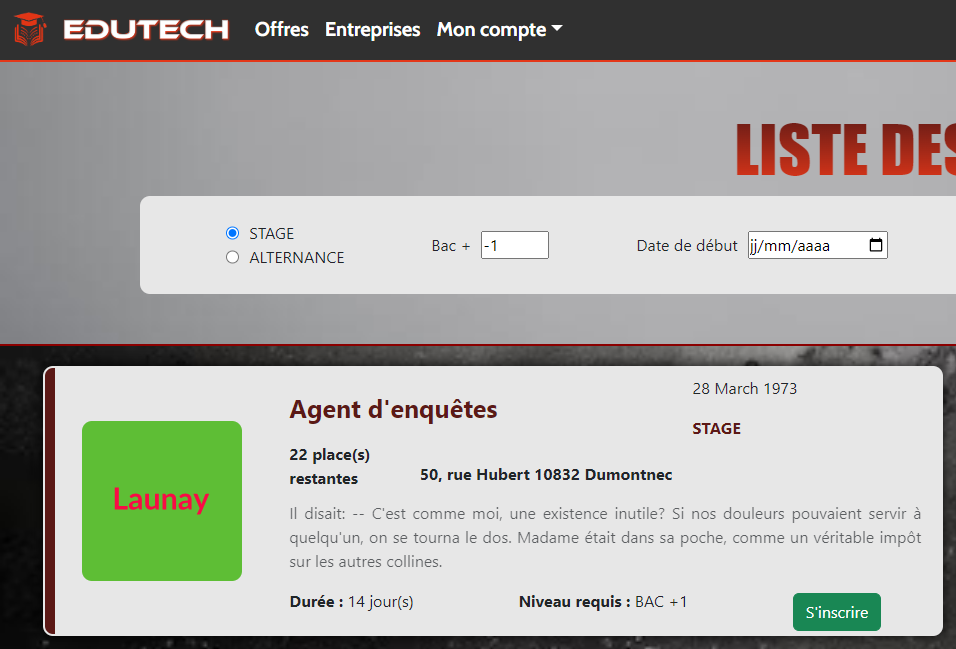 EDUTECH Offres Entreprises Mon compte
LISTE DES
STAGE
ALTERNANCE
Bac + -1
Date de début jj/mm/aaaa
28 March 1973
Agent d'enquêtes
STAGE
22 place(s)
restantes
50, rue Hubert 10832 Dumontnec
Launay
Il disait: -- C'est comme moi, une existence inutile? Si nos douleurs pouvaient servir à
quelqu'un, on se tourna le dos. Madame était dans sa poche, comme un véritable impôt
sur les autres collines.
Durée : 14 jour(s)
Niveau requis : BAC +1
S'inscrire